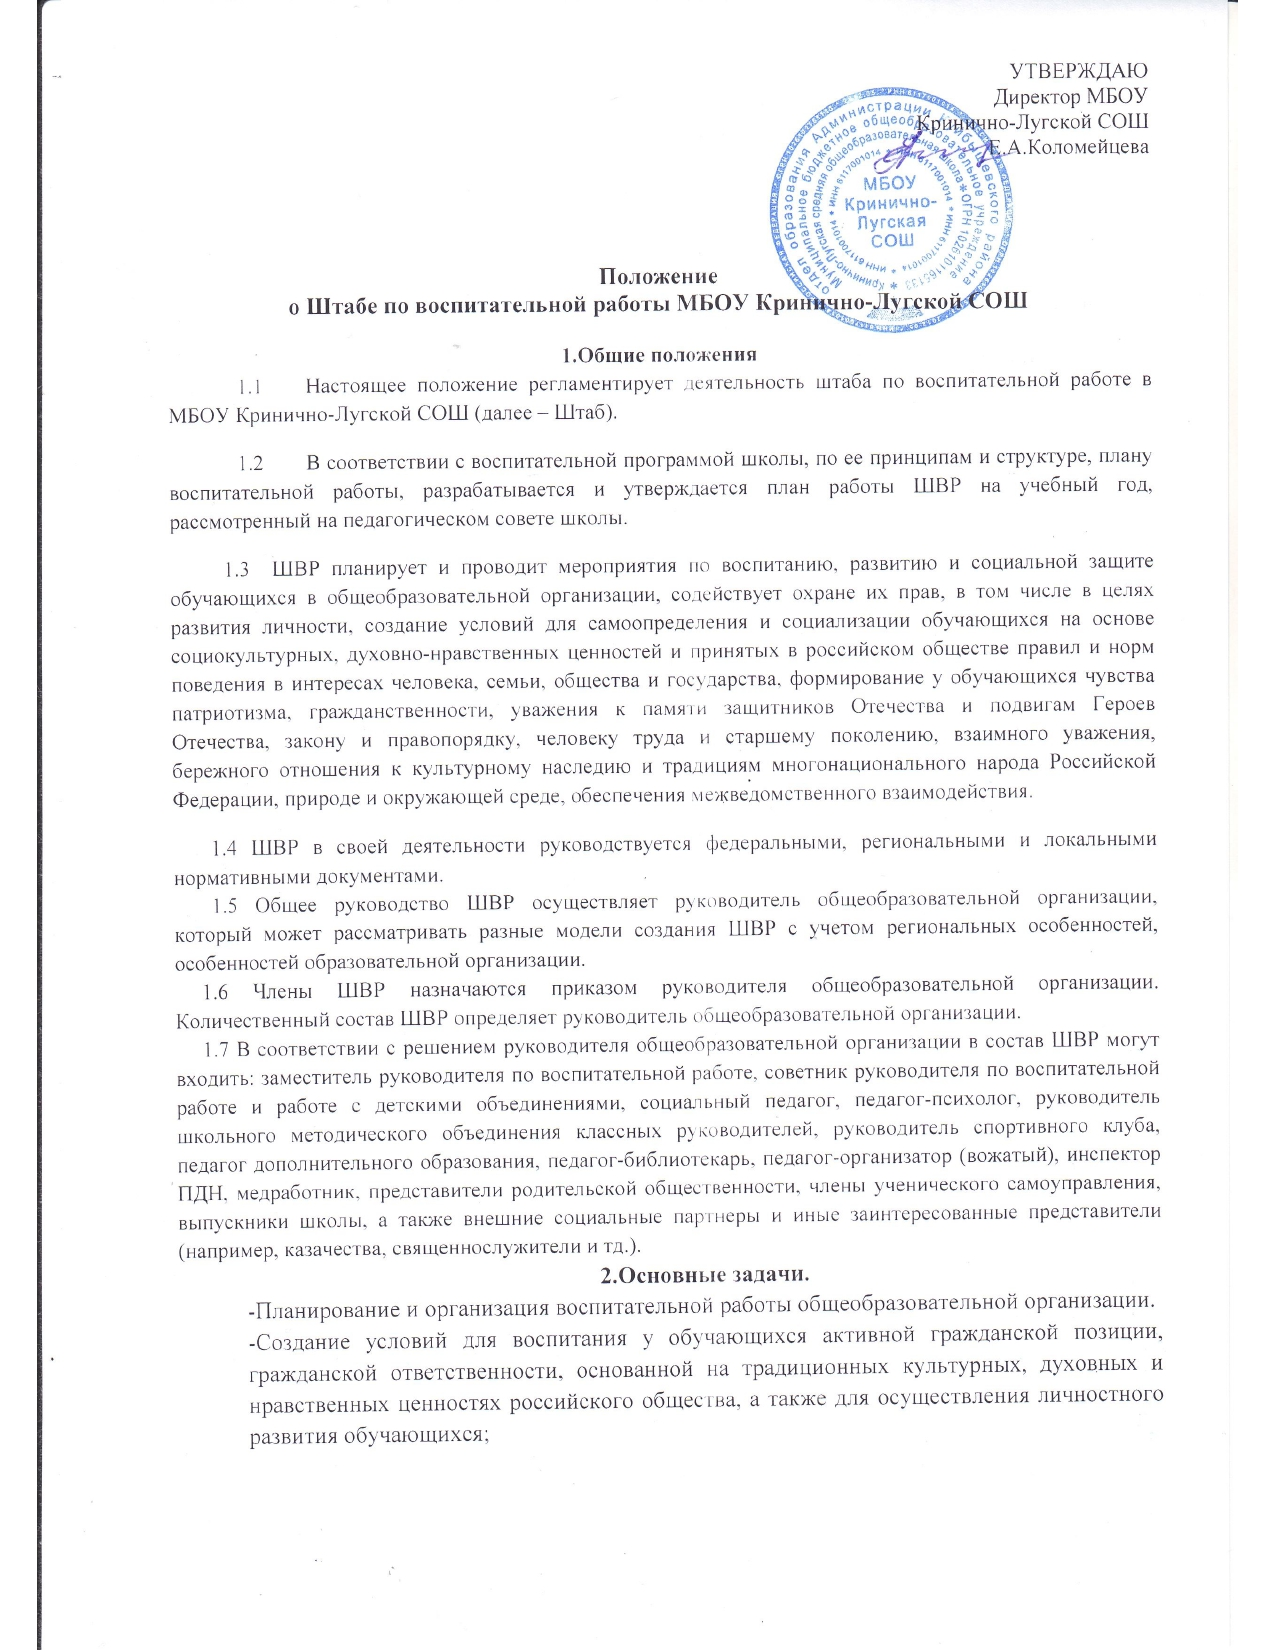 УТВЕРЖДАЮ
Директор МБОУ
Кринично-Лугской СОШ
Е.А.Коломейцева
МБОУ
Кринично-
Лугская
СОШ
Положение
о Штабе по воспитательной работы МБОУ Кринично-Лугской СОШ
1.Общие положения
1.1 Настоящее положение регламентирует деятельность штаба по воспитательной работе в
МБОУ Кринично-Лугской СОШ (далее – Штаб).
1.2 В соответствии с воспитательной программой школы, по ее принципам и структуре, плану
воспитательной работы, разрабатывается и утверждается план работы ШВР на учебный год,
рассмотренный на педагогическом совете школы.
1.3 ШВР планирует и проводит мероприятия по воспитанию, развитию и социальной защите
обучающихся в общеобразовательной организации, содействует охране их прав, в том числе в целях
развития личности, создание условий для самоопределения и социализации обучающихся на основе
социокультурных, духовно-нравственных ценностей и принятых в российском обществе правил и норм
поведения в интересах человека, семьи, общества и государства, формирование у обучающихся чувства
патриотизма, гражданственности, уважения к памяти защитников Отечества и подвигам Героев
Отечества, закону и правопорядку, человеку труда и старшему поколению, взаимного уважения,
бережного отношения к культурному наследию и традициям многонационального народа Российской
Федерации, природе и окружающей среде, обеспечения межведомственного взаимодействия.
1.4 ШВР в своей деятельности руководствуется федеральными, региональными и локальными
нормативными документами.
1.5 Общее руководство ШВР осуществляет руководитель общеобразовательной организации,
который может рассматривать разные модели создания ШВР с учетом региональных особенностей,
особенностей образовательной организации.
1.6 Члены ШВР назначаются приказом руководителя общеобразовательной организации.
Количественный состав ШВР определяет руководитель общеобразовательной организации.
1.7 В соответствии с решением руководителя общеобразовательной организации в состав ШВР могут
входить: заместитель руководителя по воспитательной работе, советник руководителя по воспитательной
работе и работе с детскими объединениями, социальный педагог, педагог-психолог, руководитель
школьного методического объединения классных руководителей, руководитель спортивного клуба,
педагог дополнительного образования, педагог-библиотекарь, педагог-организатор (вожатый), инспектор
ПДН, медработник, представители родительской общественности, члены ученического самоуправления,
выпускники школы, а также внешние социальные партнеры и иные заинтересованные представители
(например, казачества, священнослужители и тд.).
2.Основные задачи.
-Планирование и организация воспитательной работы общеобразовательной организации.
-Создание условий для воспитания у обучающихся активной гражданской позиции,
гражданской ответственности, основанной на традиционных культурных, духовных и
нравственных ценностях российского общества, а также для осуществления личностного
развития обучающихся;